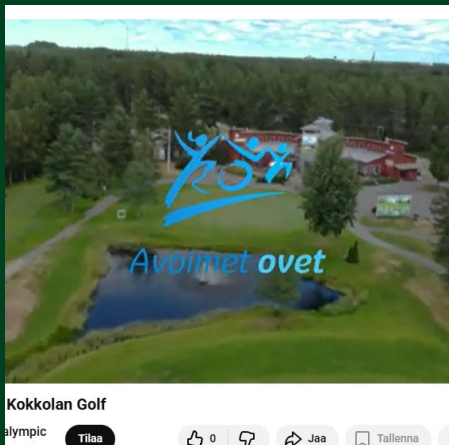 Avoimet ovet
Kokkolan Golf
alympic
Tilaa
0
Jaa
Tallenna